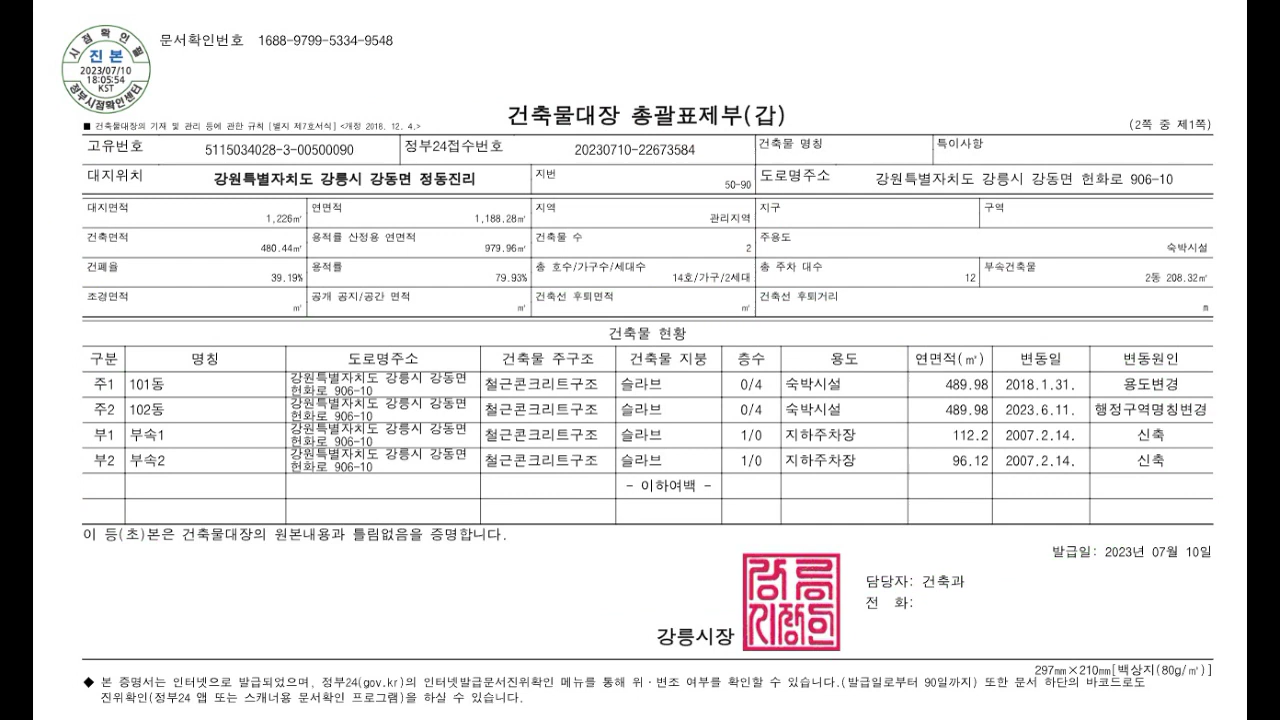 시점확인필
진본
2023/07/10
18:05:54
KST
정부시점확인센터
문서확인번호 1688-9799-5334-9548
건축물대장 총괄표제부(갑)
■ 건축물대장의 기재 및 관리 등에 관한 규칙 [별지 제7호서식] <개정 2018. 12. 4.>
(2쪽 중 제1쪽)
고유번호 5115034028-3-00500090 정부24접수번호 20230710-22673584 건축물 명칭 특이사항
대지위치 강원특별자치도 강릉시 강동면 정동진리 지번 50-90 도로명주소 강원특별자치도 강릉시 강동면 헌화로 906-10
대지면적 1,226㎡ 연면적 1,188.28㎡ 지역 관리지역 지구 구역
건축면적 480.44㎡ 용적률 산정용 연면적 979.96㎡ 건축물 수 2 주용도 숙박시설
건폐율 39.19% 용적률 79.93% 총 호수/가구수/세대수 14호/가구/2세대 총 주차 대수 12 부속건축물 2동 208.32㎡
조경면적 ㎡ 공개 공지/공간 면적 ㎡ 건축선 후퇴면적 ㎡ 건축선 후퇴거리 m
건축물 현황
구분 명칭 도로명주소 건축물 주구조 건축물 지붕 층수 용도 연면적(㎡) 변동일 변동원인
주1 101동 강원특별자치도 강릉시 강동면 헌화로 906-10 철근콘크리트구조 슬라브 0/4 숙박시설 489.98 2018.1.31. 용도변경
주2 102동 강원특별자치도 강릉시 강동면 헌화로 906-10 철근콘크리트구조 슬라브 0/4 숙박시설 489.98 2023.6.11. 행정구역명칭변경
부1 부속1 강원특별자치도 강릉시 강동면 헌화로 906-10 철근콘크리트구조 슬라브 1/0 지하주차장 112.2 2007.2.14. 신축
부2 부속2 강원특별자치도 강릉시 강동면 헌화로 906-10 철근콘크리트구조 슬라브 1/0 지하주차장 96.12 2007.2.14. 신축
- 이하여백 -
이 등(초)본은 건축물대장의 원본내용과 틀림없음을 증명합니다.
발급일: 2023년 07월 10일
담당자: 건축과
전 화:
강릉시장
297㎜×210㎜[백상지(80g/㎡)]
◆ 본 증명서는 인터넷으로 발급되었으며, 정부24(gov.kr)의 인터넷발급문서진위확인 메뉴를 통해 위·변조 여부를 확인할 수 있습니다.(발급일로부터 90일까지) 또한 문서 하단의 바코드로도
진위확인(정부24 앱 또는 스캐너용 문서확인 프로그램)을 하실 수 있습니다.